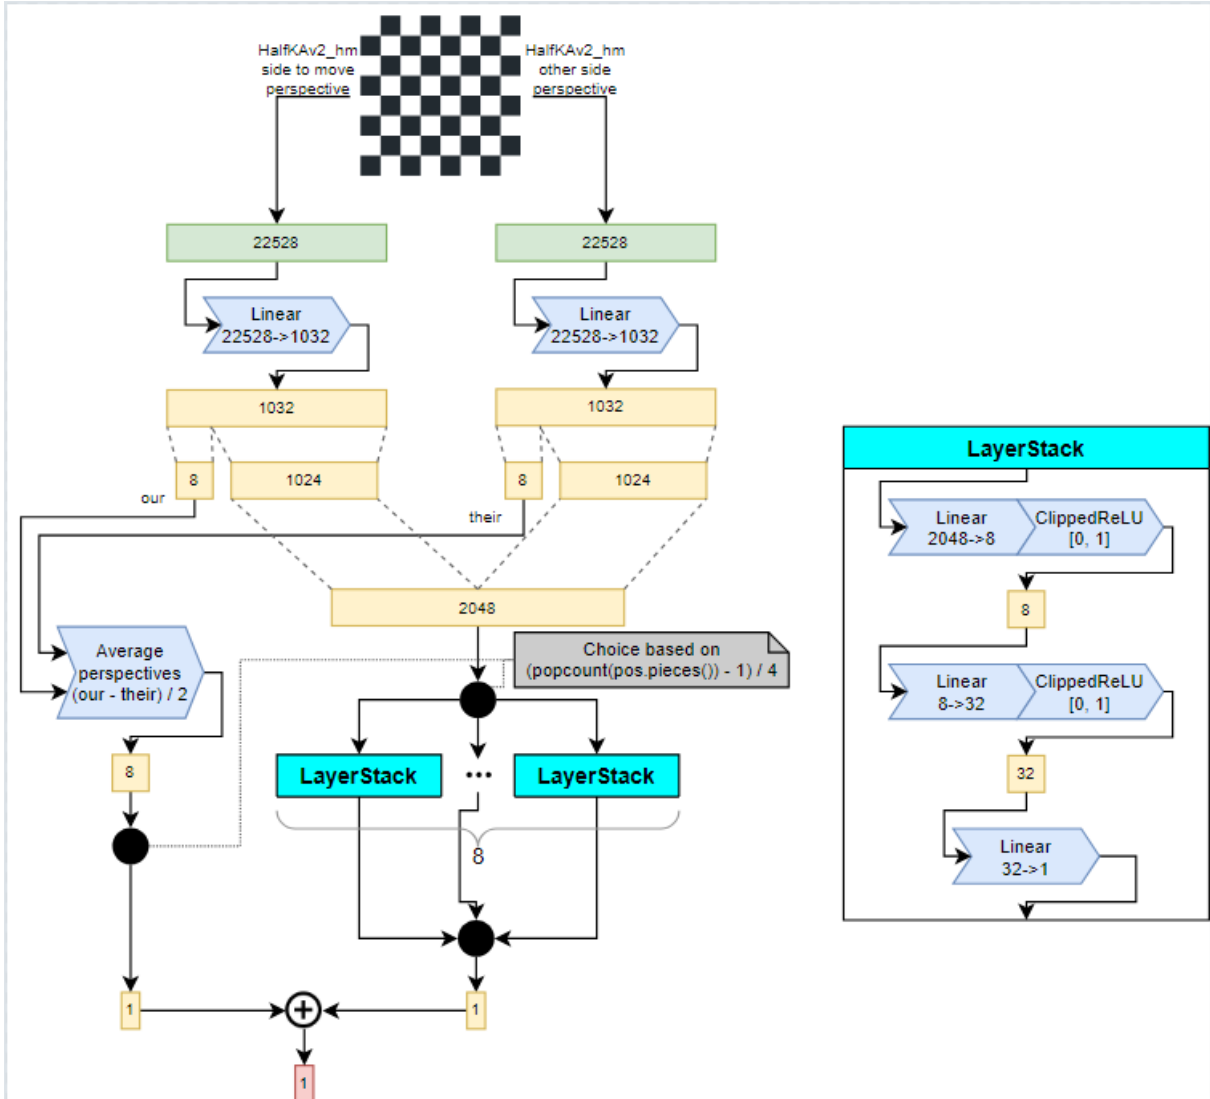 HalfKAv2_hm
side to move
perspective
HalfKAv2_hm
other side
perspective
22528
22528
Linear
22528->1032
Linear
22528->1032
1032
1032
8
1024
8
1024
our
their
2048
Choice based on
(popcount(pos.pieces()) - 1) / 4
Average
perspectives
(our - their) / 2
8
LayerStack
...
LayerStack
8
1
1
1
LayerStack
Linear
2048->8
ClippedReLU
[0, 1]
8
Linear
8->32
ClippedReLU
[0, 1]
32
Linear
32->1